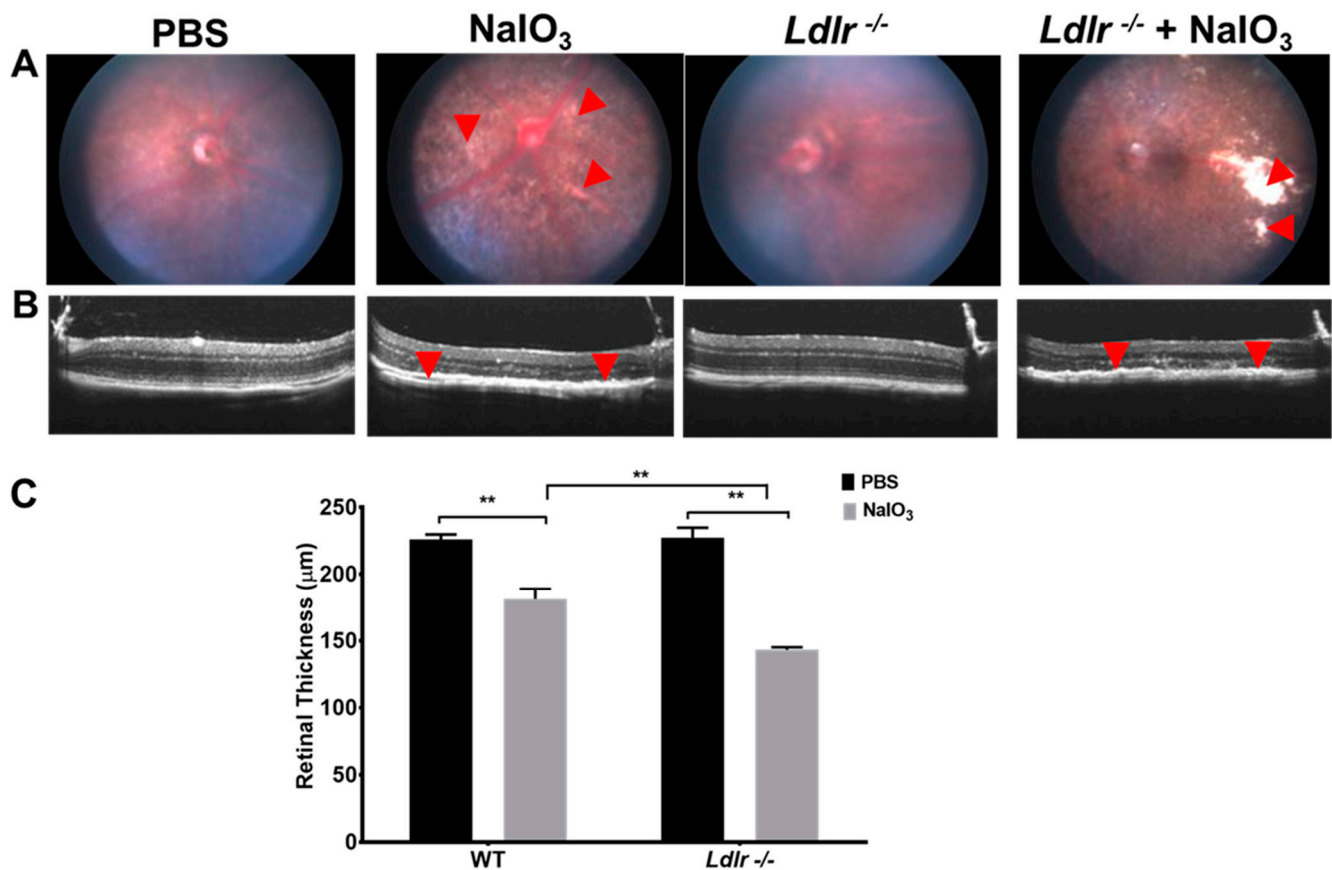 PBS NaIO₃ Ldlr -/- Ldlr -/- + NaIO₃
A
B
C
Retinal Thickness (μm)
250
200
150
100
50
0
** ** **
PBS
NaIO₃
WT Ldlr -/-